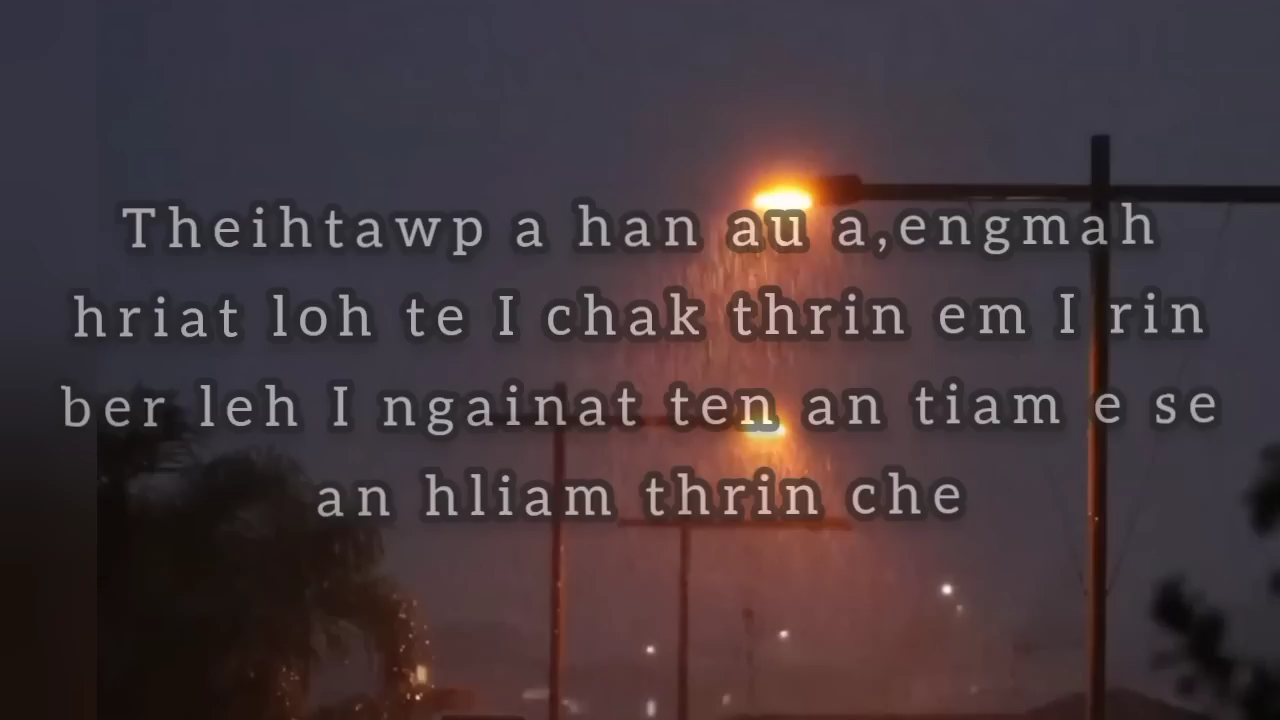 Theihtawp a han au a,engmah
hriat loh te I chak thrin em I rin
ber leh I ngainat ten an tiam e se
an hliam thrin che